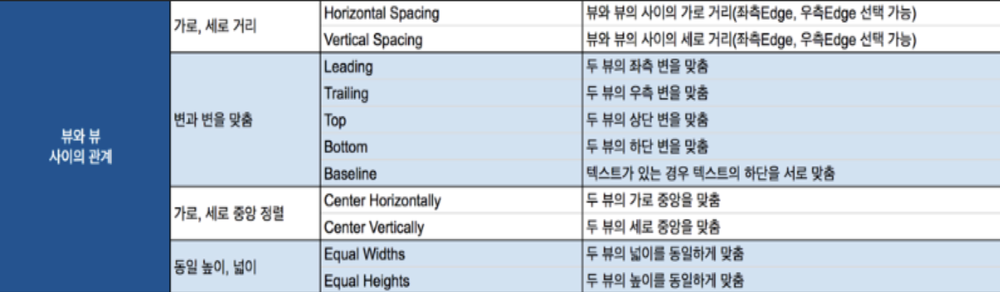 뷰와 뷰
사이의 관계
가로, 세로 거리
Horizontal Spacing
뷰와 뷰의 사이의 가로 거리(좌측Edge, 우측Edge 선택 가능)
Vertical Spacing
뷰와 뷰의 사이의 세로 거리(좌측Edge, 우측Edge 선택 가능)
변과 변을 맞춤
Leading
두 뷰의 좌측 변을 맞춤
Trailing
두 뷰의 우측 변을 맞춤
Top
두 뷰의 상단 변을 맞춤
Bottom
두 뷰의 하단 변을 맞춤
Baseline
텍스트가 있는 경우 텍스트의 하단을 서로 맞춤
가로, 세로 중앙 정렬
Center Horizontally
두 뷰의 가로 중앙을 맞춤
Center Vertically
두 뷰의 세로 중앙을 맞춤
동일 높이, 넓이
Equal Widths
두 뷰의 넓이를 동일하게 맞춤
Equal Heights
두 뷰의 높이를 동일하게 맞춤